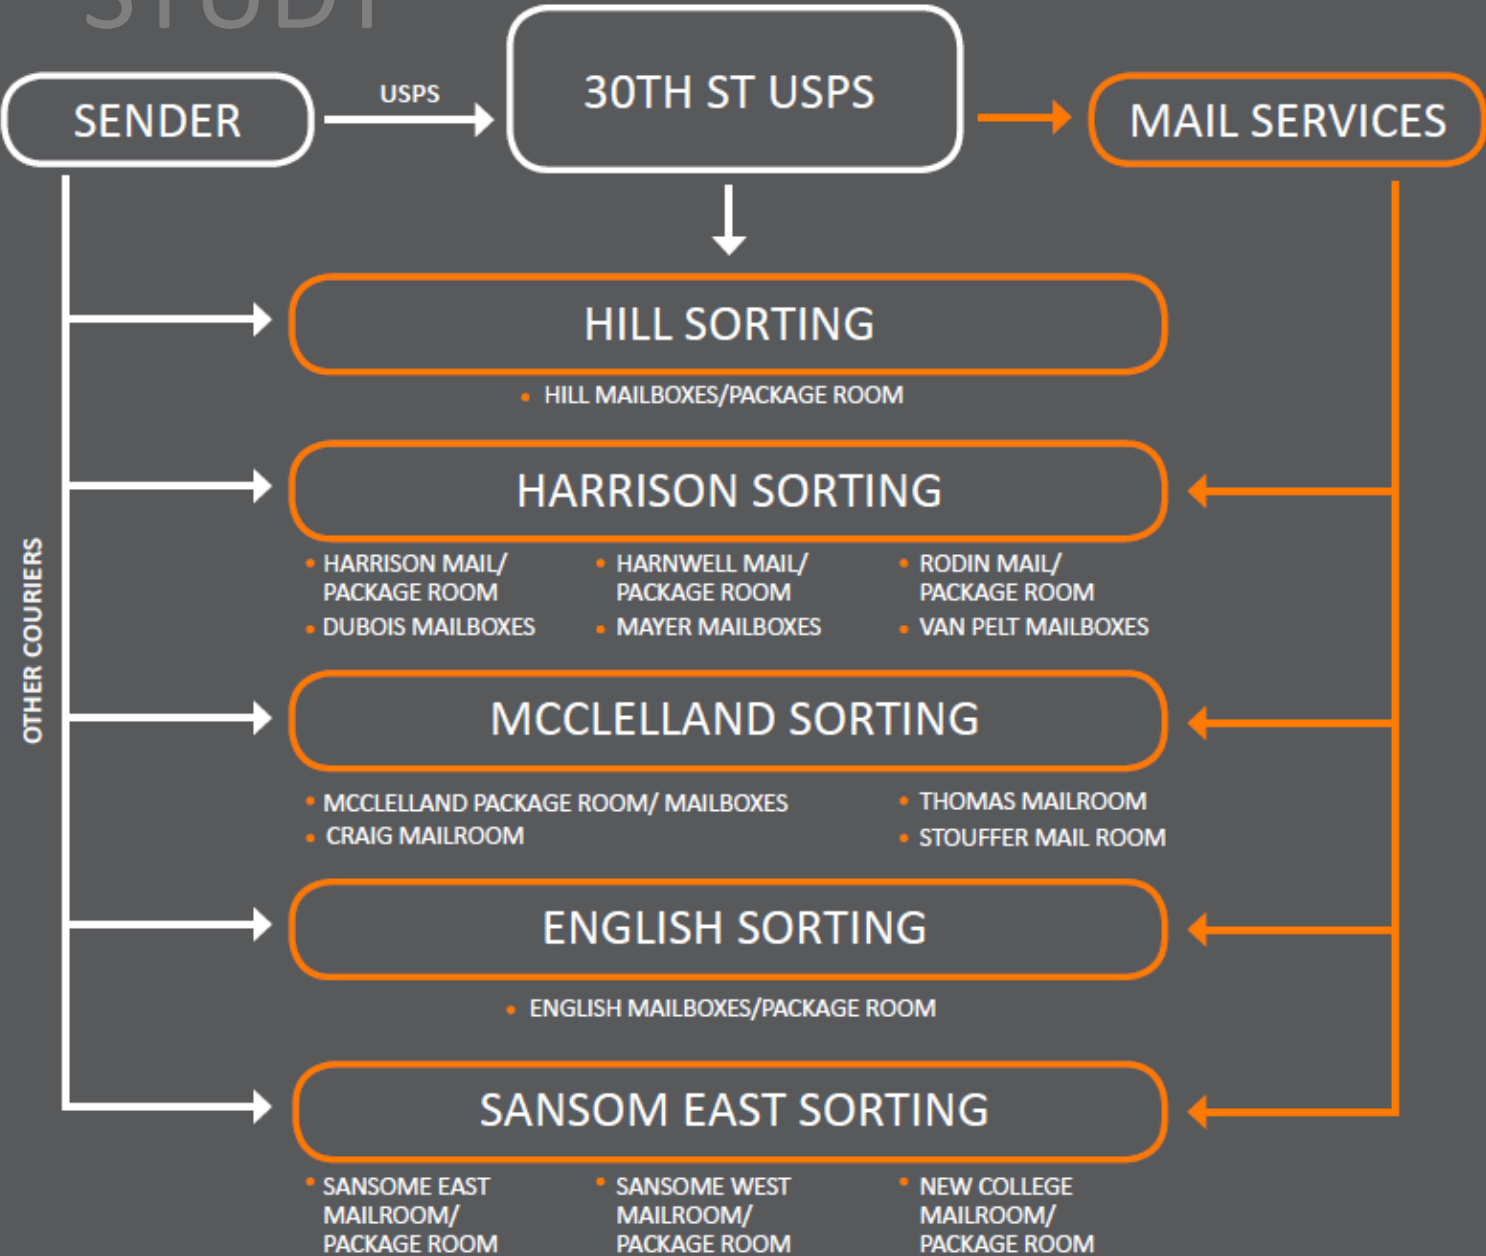 STUDY
SENDER
USPS
30TH ST USPS
MAIL SERVICES
OTHER COURIERS
HILL SORTING
• HILL MAILBOXES/PACKAGE ROOM
HARRISON SORTING
• HARRISON MAIL/
PACKAGE ROOM
• HARNWELL MAIL/
PACKAGE ROOM
• RODIN MAIL/
PACKAGE ROOM
• DUBOIS MAILBOXES
• MAYER MAILBOXES
• VAN PELT MAILBOXES
MCCLELLAND SORTING
• MCCLELLAND PACKAGE ROOM/ MAILBOXES
• THOMAS MAILROOM
• CRAIG MAILROOM
• STOUFFER MAIL ROOM
ENGLISH SORTING
• ENGLISH MAILBOXES/PACKAGE ROOM
SANSOM EAST SORTING
• SANSOME EAST
MAILROOM/
PACKAGE ROOM
• SANSOME WEST
MAILROOM/
PACKAGE ROOM
• NEW COLLEGE
MAILROOM/
PACKAGE ROOM